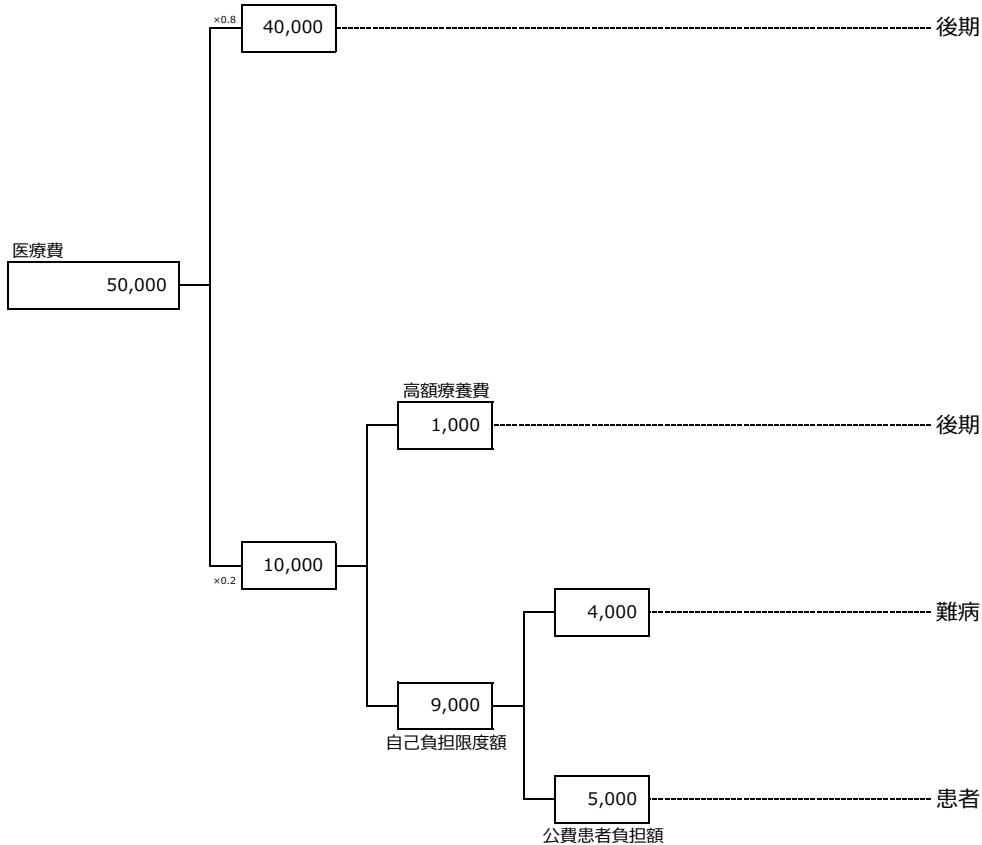 ×0.8
40,000
後期
医療費
50,000
高額療養費
1,000
後期
×0.2
10,000
4,000
難病
9,000
自己負担限度額
5,000
患者
公費患者負担額